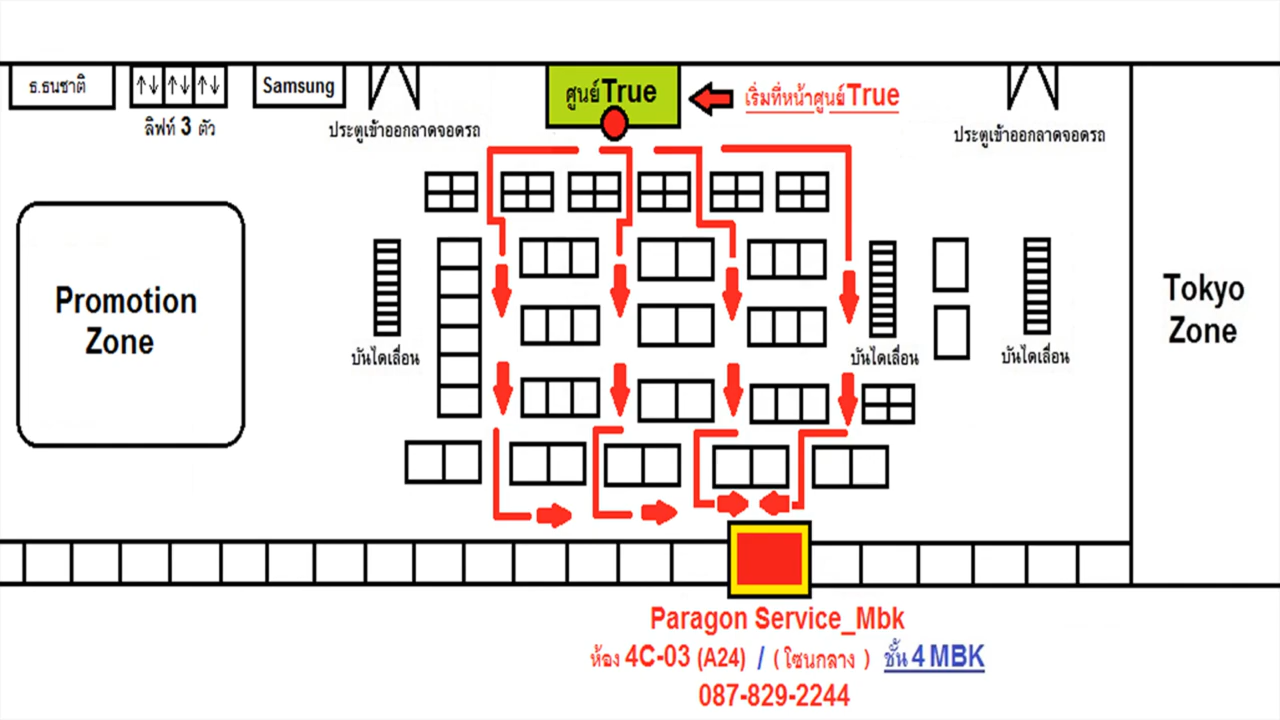 ธ.ธนชาติ
ลิฟท์ 3 ตัว
Samsung
ประตูเข้าออกลาดจอดรถ
ศูนย์ True
เริ่มที่หน้าศูนย์ True
ประตูเข้าออกลาดจอดรถ
Promotion
Zone
บันไดเลื่อน
บันไดเลื่อน
บันไดเลื่อน
Tokyo
Zone
Paragon Service_Mbk
ห้อง 4C-03 (A24) / ( โซนกลาง ) ชั้น 4 MBK
087-829-2244